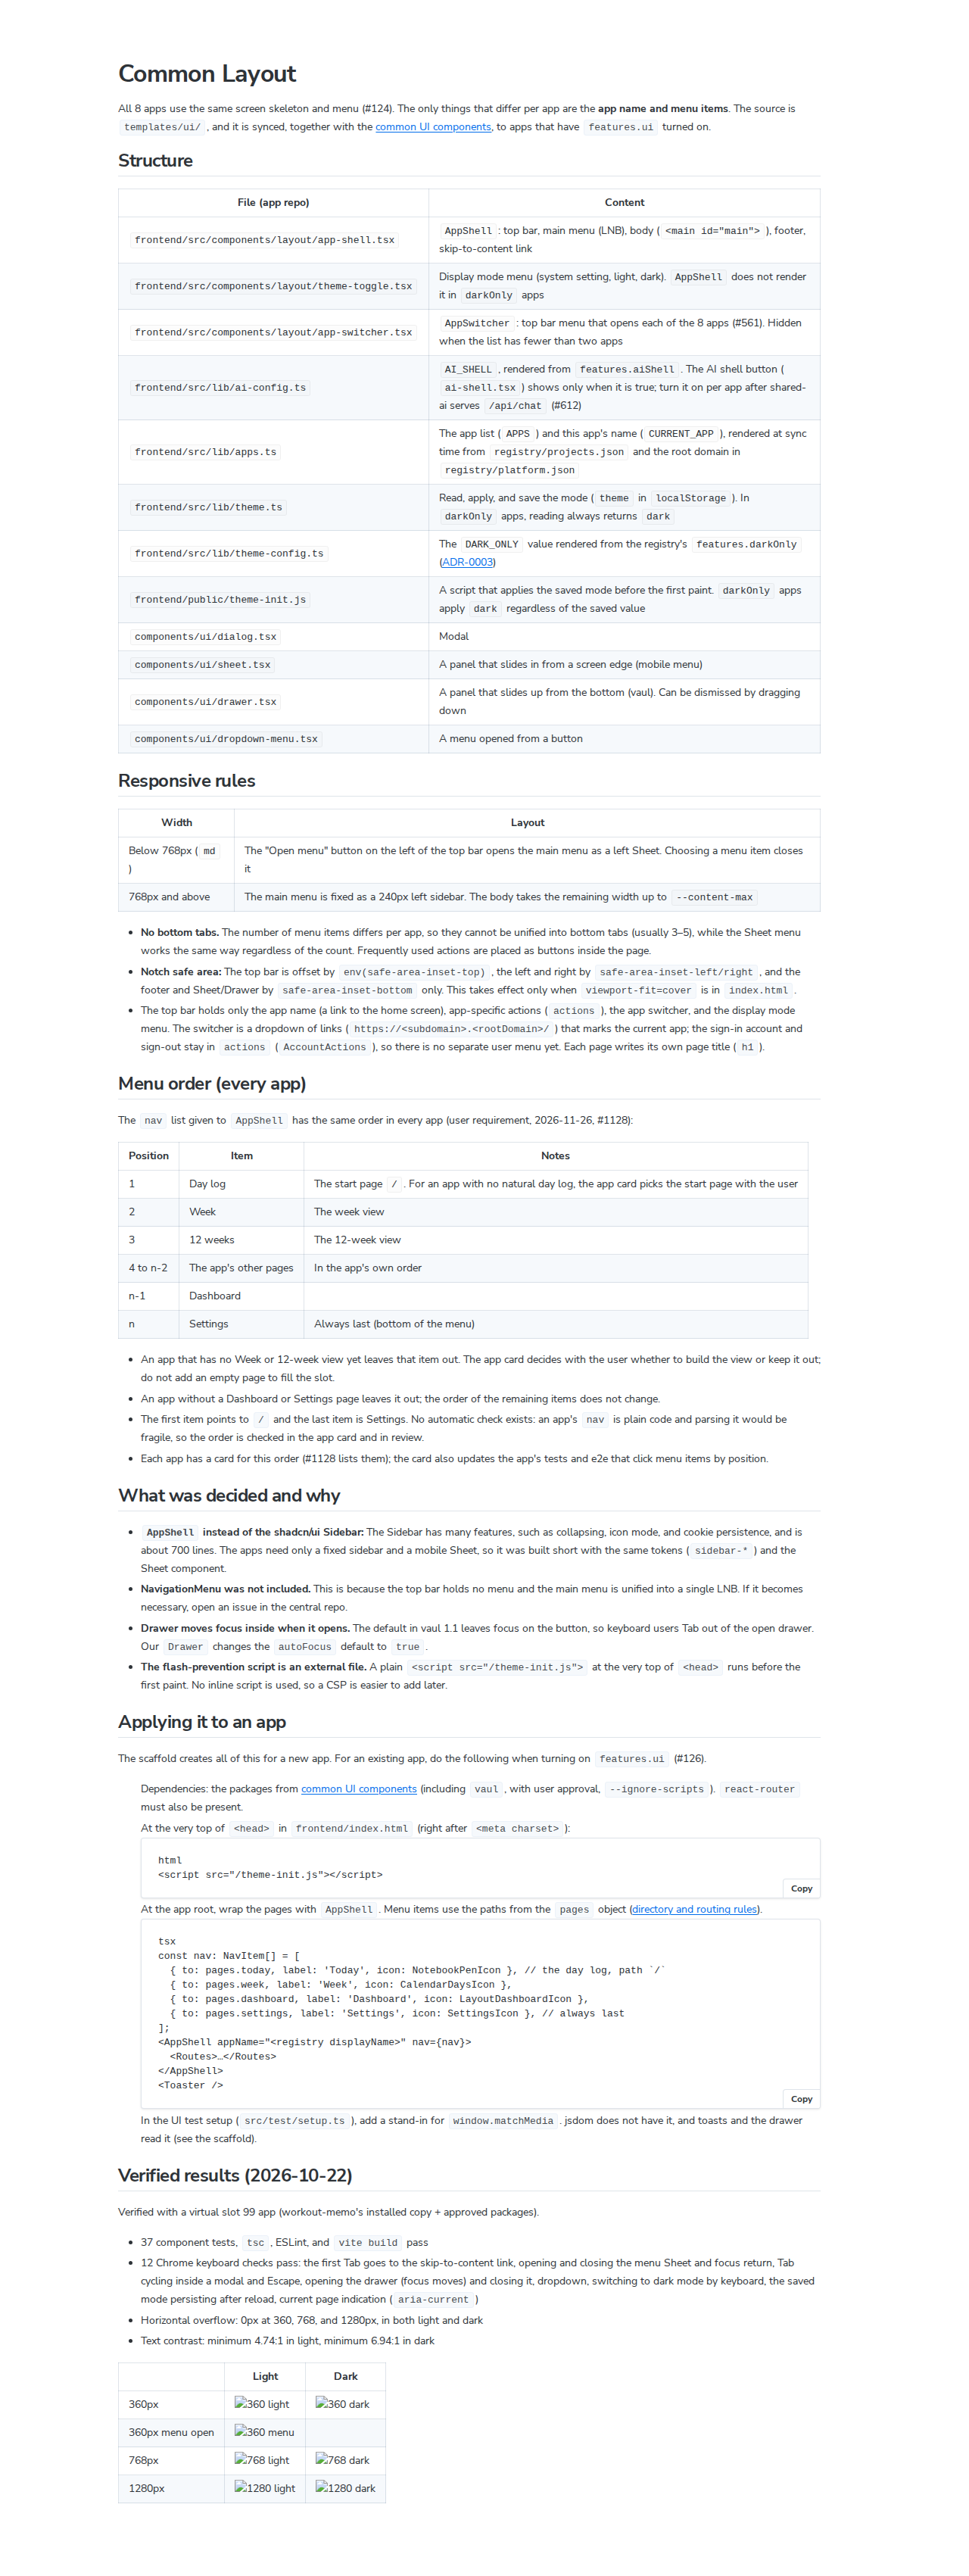 Common Layout
All 8 apps use the same screen skeleton and menu (#124). The only things that differ per app are the app name and menu items. The source is
templates/ui/ , and it is synced, together with the common UI components, to apps that have features.ui turned on.
Structure
File (app repo) Content
frontend/src/components/layout/app-shell.tsx
AppShell : top bar, main menu (LNB), body ( <main id="main"> ), footer,
skip-to-content link
frontend/src/components/layout/theme-toggle.tsx
Display mode menu (system setting, light, dark). AppShell does not render
it in darkOnly apps
frontend/src/components/layout/app-switcher.tsx
AppSwitcher : top bar menu that opens each of the 8 apps (#561). Hidden
when the list has fewer than two apps
frontend/src/lib/ai-config.ts
AI_SHELL , rendered from features.aiShell . The AI shell button (
ai-shell.tsx ) shows only when it is true; turn it on per app after shared-
ai serves /api/chat (#612)
frontend/src/lib/apps.ts
The app list ( APPS ) and this app's name ( CURRENT_APP ), rendered at sync
time from registry/projects.json and the root domain in
registry/platform.json
frontend/src/lib/theme.ts
Read, apply, and save the mode ( theme in localStorage ). In
darkOnly apps, reading always returns dark
frontend/src/lib/theme-config.ts
The DARK_ONLY value rendered from the registry's features.darkOnly
(ADR-0003)
frontend/public/theme-init.js
A script that applies the saved mode before the first paint. darkOnly apps
apply dark regardless of the saved value
components/ui/dialog.tsx Modal
components/ui/sheet.tsx A panel that slides in from a screen edge (mobile menu)
components/ui/drawer.tsx
A panel that slides up from the bottom (vaul). Can be dismissed by dragging
down
components/ui/dropdown-menu.tsx A menu opened from a button
Responsive rules
Width Layout
Below 768px ( md
)
The "Open menu" button on the left of the top bar opens the main menu as a left Sheet. Choosing a menu item closes
it
768px and above The main menu is fixed as a 240px left sidebar. The body takes the remaining width up to --content-max
• No bottom tabs. The number of menu items differs per app, so they cannot be unified into bottom tabs (usually 3–5), while the Sheet menu
works the same way regardless of the count. Frequently used actions are placed as buttons inside the page.
• Notch safe area: The top bar is offset by env(safe-area-inset-top) , the left and right by safe-area-inset-left/right , and the
footer and Sheet/Drawer by safe-area-inset-bottom only. This takes effect only when viewport-fit=cover is in index.html .
• The top bar holds only the app name (a link to the home screen), app-specific actions ( actions ), the app switcher, and the display mode
menu. The switcher is a dropdown of links ( https://<subdomain>.<rootDomain>/ ) that marks the current app; the sign-in account and
sign-out stay in actions ( AccountActions ), so there is no separate user menu yet. Each page writes its own page title ( h1 ).
Menu order (every app)
The nav list given to AppShell has the same order in every app (user requirement, 2026-11-26, #1128):
Position Item Notes
1 Day log The start page / . For an app with no natural day log, the app card picks the start page with the user
2 Week The week view
3 12 weeks The 12-week view
4 to n-2 The app's other pages In the app's own order
n-1 Dashboard
n Settings Always last (bottom of the menu)
• An app that has no Week or 12-week view yet leaves that item out. The app card decides with the user whether to build the view or keep it out;
do not add an empty page to fill the slot.
• An app without a Dashboard or Settings page leaves it out; the order of the remaining items does not change.
• The first item points to / and the last item is Settings. No automatic check exists: an app's nav is plain code and parsing it would be
fragile, so the order is checked in the app card and in review.
• Each app has a card for this order (#1128 lists them); the card also updates the app's tests and e2e that click menu items by position.
What was decided and why
• AppShell instead of the shadcn/ui Sidebar: The Sidebar has many features, such as collapsing, icon mode, and cookie persistence, and is
about 700 lines. The apps need only a fixed sidebar and a mobile Sheet, so it was built short with the same tokens ( sidebar-* ) and the
Sheet component.
• NavigationMenu was not included. This is because the top bar holds no menu and the main menu is unified into a single LNB. If it becomes
necessary, open an issue in the central repo.
• Drawer moves focus inside when it opens. The default in vaul 1.1 leaves focus on the button, so keyboard users Tab out of the open drawer.
Our Drawer changes the autoFocus default to true .
• The flash-prevention script is an external file. A plain <script src="/theme-init.js"> at the very top of <head> runs before the
first paint. No inline script is used, so a CSP is easier to add later.
Applying it to an app
The scaffold creates all of this for a new app. For an existing app, do the following when turning on features.ui (#126).
Dependencies: the packages from common UI components (including vaul , with user approval, --ignore-scripts ). react-router
must also be present.
At the very top of <head> in frontend/index.html (right after <meta charset> ):
html
<script src="/theme-init.js"></script>
Copy
At the app root, wrap the pages with AppShell . Menu items use the paths from the pages object (directory and routing rules).
tsx
const nav: NavItem[] = [
{ to: pages.today, label: 'Today', icon: NotebookPenIcon }, // the day log, path `/`
{ to: pages.week, label: 'Week', icon: CalendarDaysIcon },
{ to: pages.dashboard, label: 'Dashboard', icon: LayoutDashboardIcon },
{ to: pages.settings, label: 'Settings', icon: SettingsIcon }, // always last
];
<AppShell appName="<registry displayName>" nav={nav}>
<Routes>…</Routes>
</AppShell>
<Toaster />
Copy
In the UI test setup ( src/test/setup.ts ), add a stand-in for window.matchMedia . jsdom does not have it, and toasts and the drawer
read it (see the scaffold).
Verified results (2026-10-22)
Verified with a virtual slot 99 app (workout-memo's installed copy + approved packages).
• 37 component tests, tsc , ESLint, and vite build pass
• 12 Chrome keyboard checks pass: the first Tab goes to the skip-to-content link, opening and closing the menu Sheet and focus return, Tab
cycling inside a modal and Escape, opening the drawer (focus moves) and closing it, dropdown, switching to dark mode by keyboard, the saved
mode persisting after reload, current page indication ( aria-current )
• Horizontal overflow: 0px at 360, 768, and 1280px, in both light and dark
• Text contrast: minimum 4.74:1 in light, minimum 6.94:1 in dark
Light Dark
360px 360 light 360 dark
360px menu open 360 menu
768px 768 light 768 dark
1280px 1280 light 1280 dark